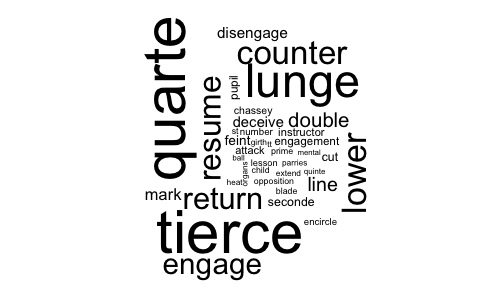 disengage
quarte
counter
lunge
pupil
resume
chassey
deceive
double
st
number
instructor
feint
girth
tt
engagement
attack
prime
mental
ball
cut
organs
lesson
parries
child
extend
quinte
heat
opposition
line
blade
lower
mark
return
seconde
tierce
encircle
engage